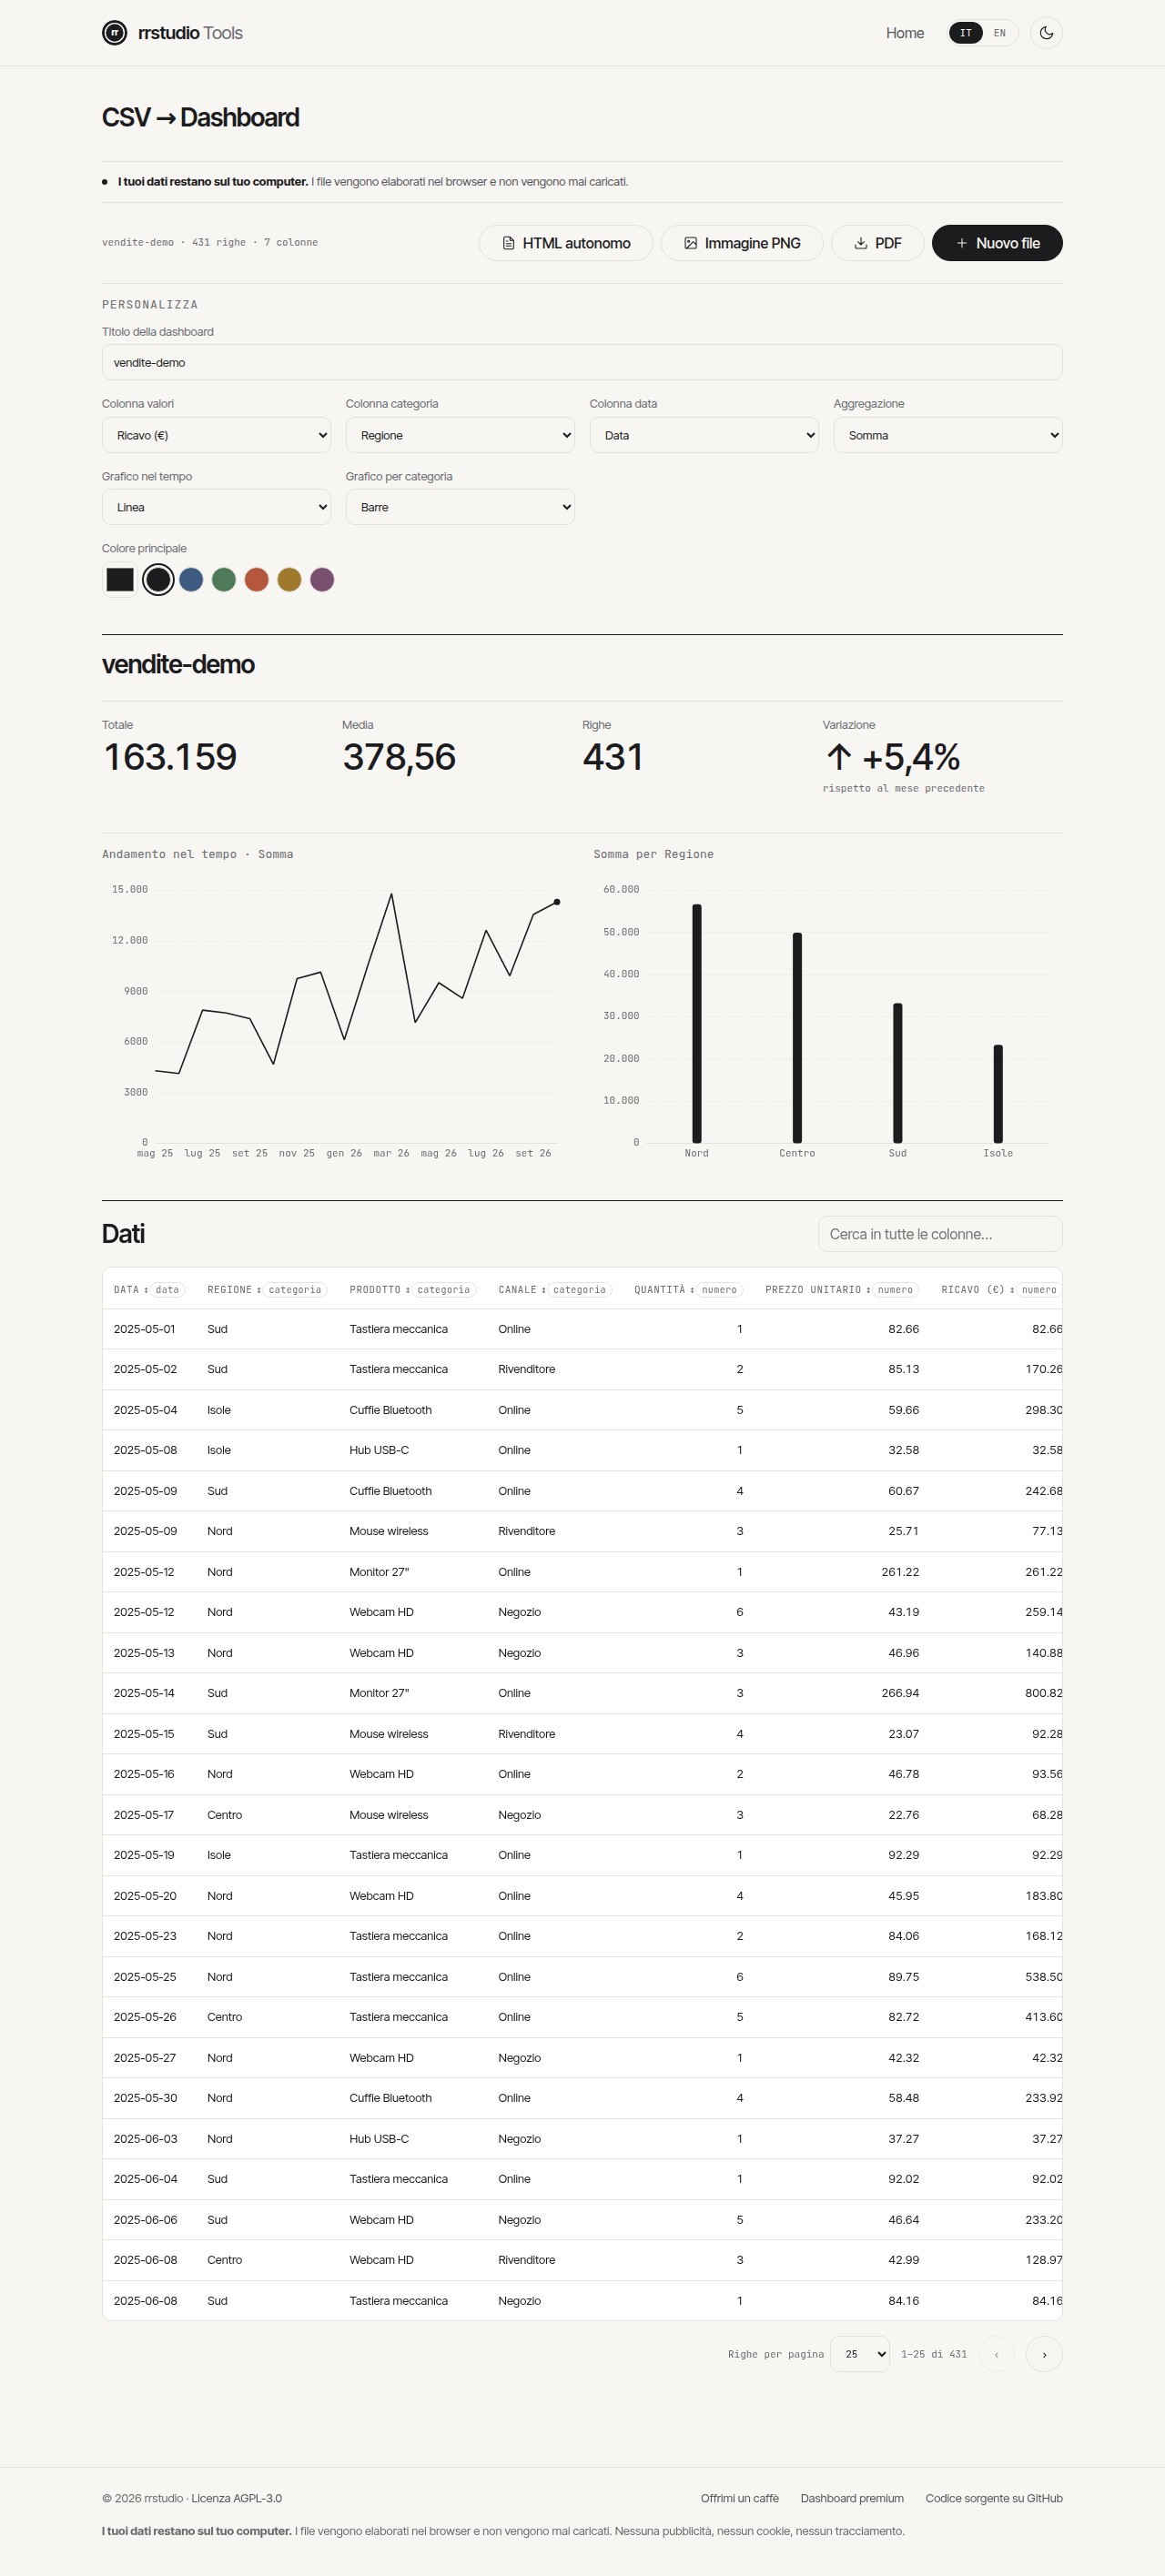 rr rrstudio Tools
Home IT EN
CSV → Dashboard
I tuoi dati restano sul tuo computer. I file vengono elaborati nel browser e non vengono mai caricati.
vendite-demo · 431 righe · 7 colonne
HTML autonomo
Immagine PNG
PDF
Nuovo file
PERSONALIZZA
Titolo della dashboard
vendite-demo
Colonna valori Colonna categoria Colonna data Aggregazione
Ricavo (€) Regione Data Somma
Grafico nel tempo Grafico per categoria
Linea Barre
Colore principale
vendite-demo
Totale Media Righe Variazione
163.159 378,56 431 ↑ +5,4%
rispetto al mese precedente
Andamento nel tempo · Somma
15.000
12.000
9000
6000
3000
0
mag 25 lug 25 set 25 nov 25 gen 26 mar 26 mag 26 lug 26 set 26
Somma per Regione
60.000
50.000
40.000
30.000
20.000
10.000
0
Nord Centro Sud Isole
Dati
Cerca in tutte le colonne...
DATA ↕ data REGIONE ↕ categoria PRODOTTO ↕ categoria CANALE ↕ categoria QUANTITÀ ↕ numero PREZZO UNITARIO ↕ numero RICAVO (€) ↕ numero
2025-05-01 Sud Tastiera meccanica Online 1 82.66 82.66
2025-05-02 Sud Tastiera meccanica Rivenditore 2 85.13 170.26
2025-05-04 Isole Cuffie Bluetooth Online 5 59.66 298.30
2025-05-08 Isole Hub USB-C Online 1 32.58 32.58
2025-05-09 Sud Cuffie Bluetooth Online 4 60.67 242.68
2025-05-09 Nord Mouse wireless Rivenditore 3 25.71 77.13
2025-05-12 Nord Monitor 27" Online 1 261.22 261.22
2025-05-12 Nord Webcam HD Negozio 6 43.19 259.14
2025-05-13 Nord Webcam HD Negozio 3 46.96 140.88
2025-05-14 Sud Monitor 27" Online 3 266.94 800.82
2025-05-15 Sud Mouse wireless Rivenditore 4 23.07 92.28
2025-05-16 Nord Webcam HD Online 2 46.78 93.56
2025-05-17 Centro Mouse wireless Negozio 3 22.76 68.28
2025-05-19 Isole Tastiera meccanica Online 1 92.29 92.29
2025-05-20 Nord Webcam HD Online 4 45.95 183.80
2025-05-23 Nord Tastiera meccanica Online 2 84.06 168.12
2025-05-25 Nord Tastiera meccanica Online 6 89.75 538.50
2025-05-26 Centro Tastiera meccanica Online 5 82.72 413.60
2025-05-27 Nord Webcam HD Negozio 1 42.32 42.32
2025-05-30 Nord Cuffie Bluetooth Online 4 58.48 233.92
2025-06-03 Nord Hub USB-C Negozio 1 37.27 37.27
2025-06-04 Sud Tastiera meccanica Online 1 92.02 92.02
2025-06-06 Sud Webcam HD Negozio 5 46.64 233.20
2025-06-08 Centro Webcam HD Rivenditore 3 42.99 128.97
2025-06-08 Sud Tastiera meccanica Negozio 1 84.16 84.16
Righe per pagina 25 1–25 di 431 ‹ ›
© 2026 rrstudio · Licenza AGPL-3.0
Offrimi un caffè Dashboard premium Codice sorgente su GitHub
I tuoi dati restano sul tuo computer. I file vengono elaborati nel browser e non vengono mai caricati. Nessuna pubblicità, nessun cookie, nessun tracciamento.